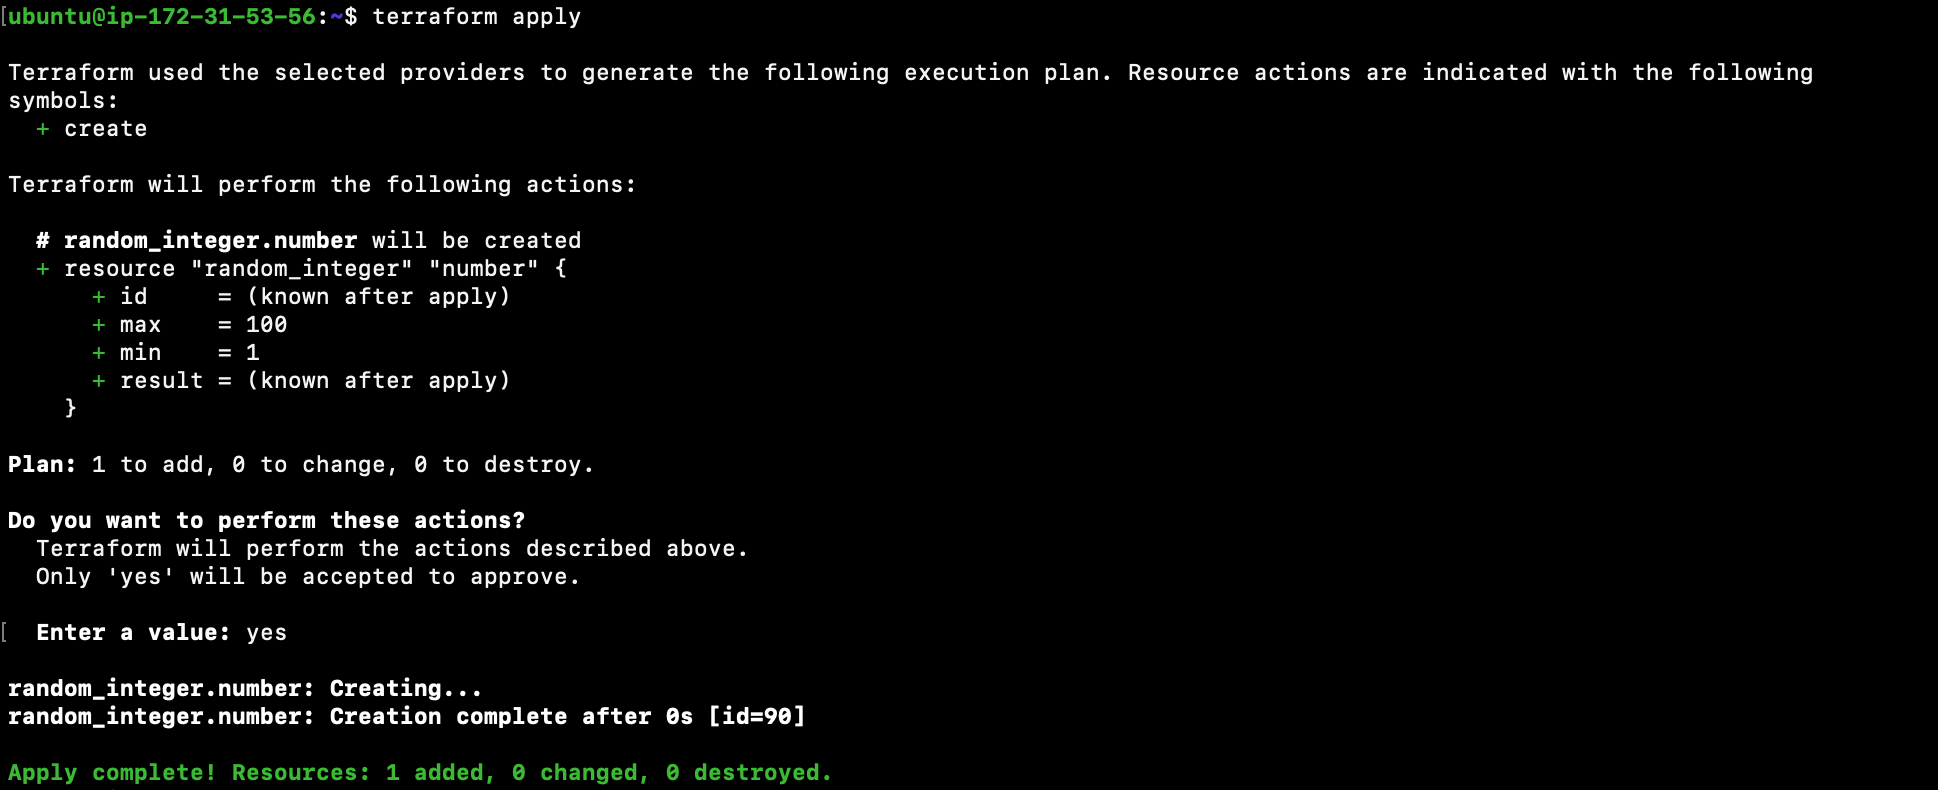 [ubuntu@ip-172-31-53-56:~$ terraform apply
Terraform used the selected providers to generate the following execution plan. Resource actions are indicated with the following
symbols:
  + create
Terraform will perform the following actions:
  # random_integer.number will be created
  + resource "random_integer" "number" {
      + id     = (known after apply)
      + max    = 100
      + min    = 1
      + result = (known after apply)
    }
Plan: 1 to add, 0 to change, 0 to destroy.
Do you want to perform these actions?
  Terraform will perform the actions described above.
  Only 'yes' will be accepted to approve.
[  Enter a value: yes
random_integer.number: Creating...
random_integer.number: Creation complete after 0s [id=90]
Apply complete! Resources: 1 added, 0 changed, 0 destroyed.